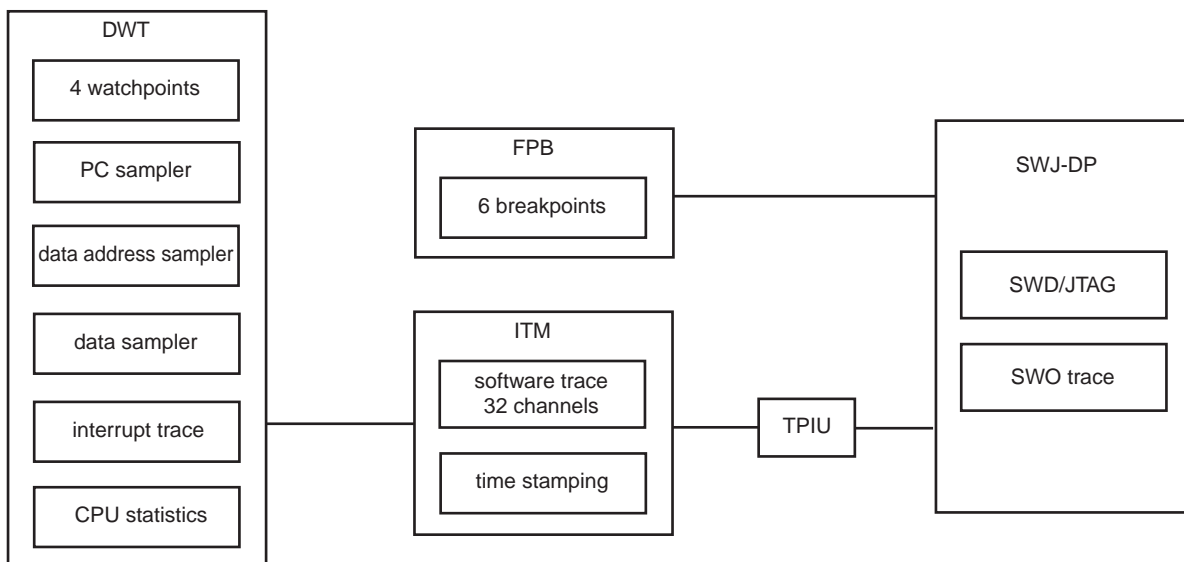 DWT
4 watchpoints
PC sampler
data address sampler
data sampler
interrupt trace
CPU statistics
FPB
6 breakpoints
ITM
software trace
32 channels
time stamping
TPIU
SWJ-DP
SWD/JTAG
SWO trace